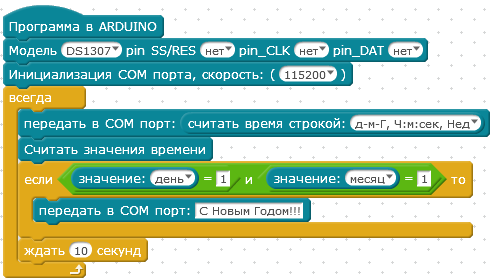 Программа в ARDUINO
Модель DS1307 pin SS/RES нет pin_CLK нет pin_DAT нет
Инициализация COM порта, скорость: ( 115200 )
всегда
передать в COM порт: считать время строкой: д-м-Г, Ч:м:сек, Нед
Считать значения времени
если значение: день = 1 и значение: месяц = 1 то
передать в COM порт: С Новым Годом!!!
ждать 10 секунд